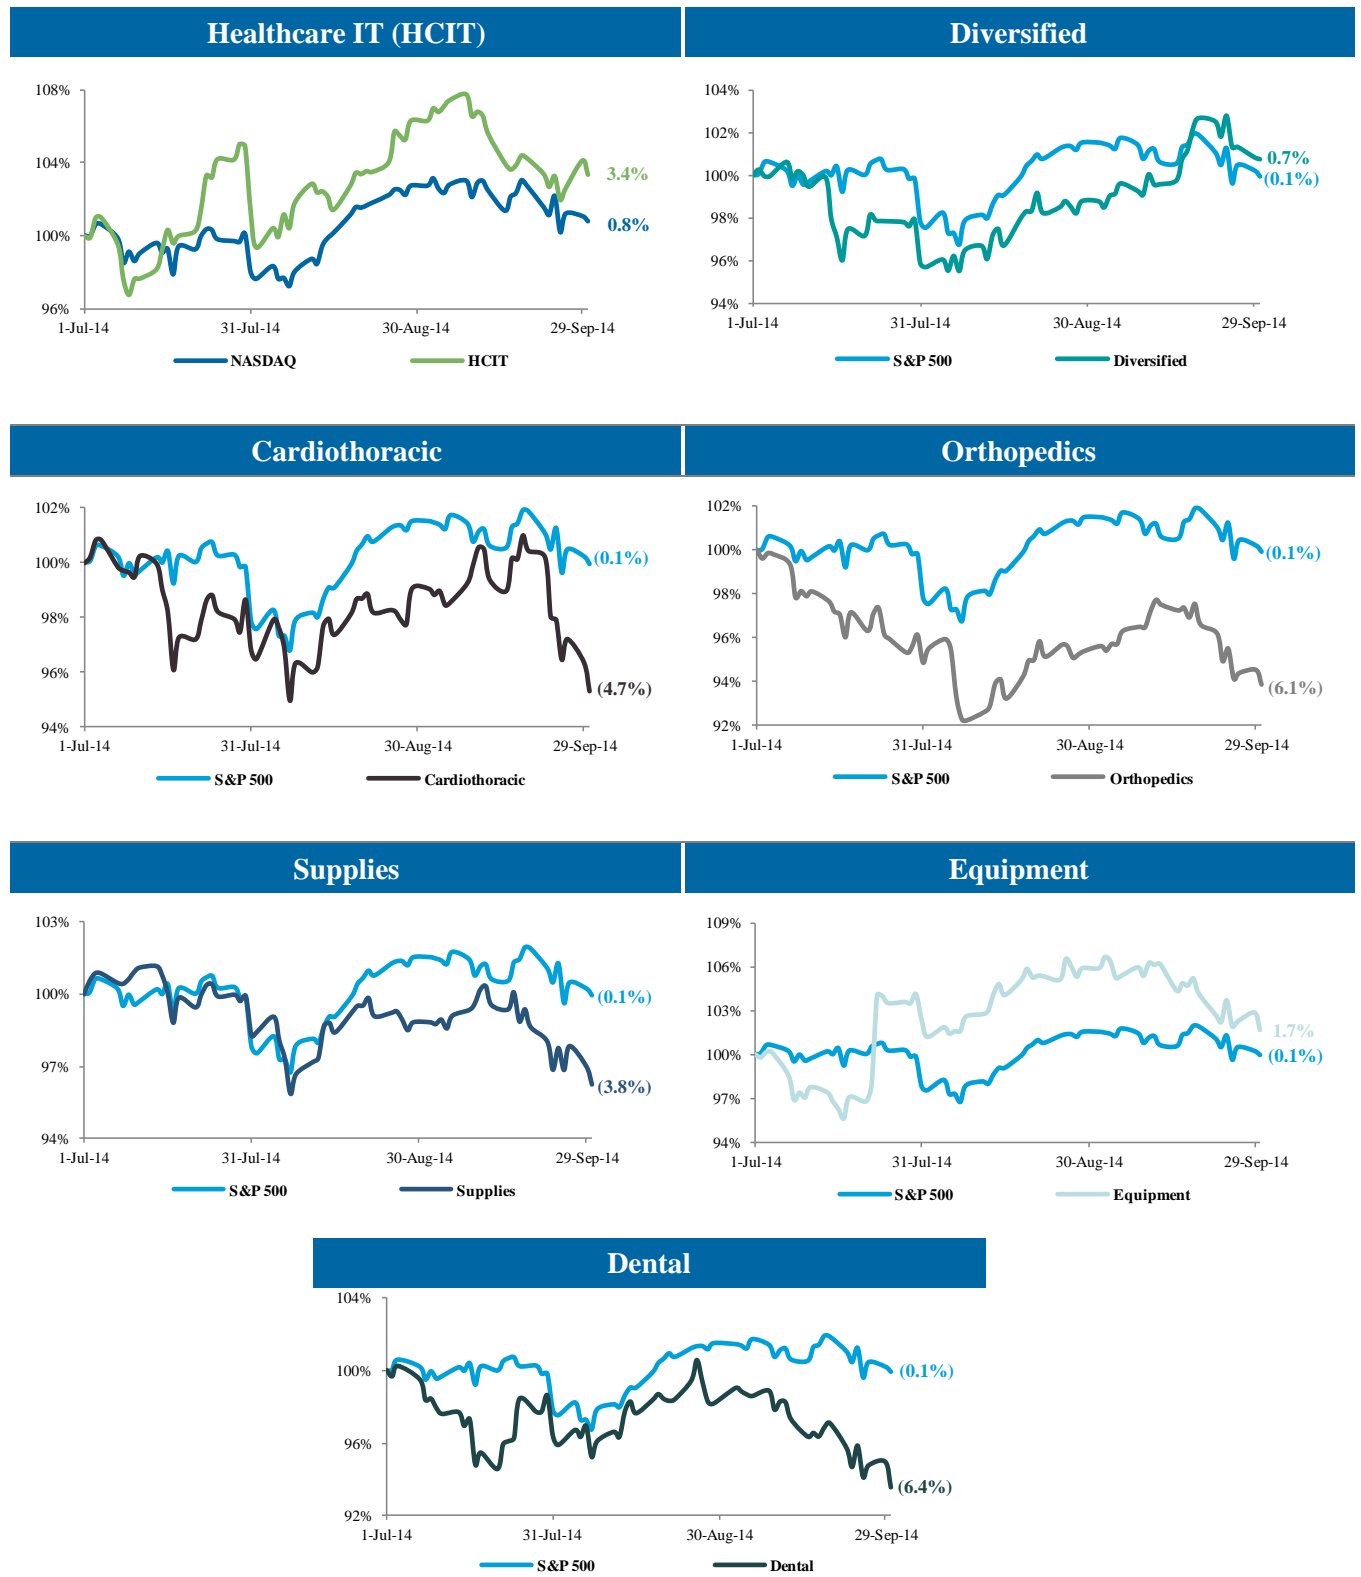 Healthcare IT (HCIT)
108%
104%
100%
96%
3.4%
0.8%
1-Jul-14 31-Jul-14 30-Aug-14 29-Sep-14
NASDAQ HCIT
Diversified
104%
102%
100%
98%
96%
94%
0.7%
(0.1%)
1-Jul-14 31-Jul-14 30-Aug-14 29-Sep-14
S&P 500 Diversified
Cardiothoracic
102%
100%
98%
96%
94%
(0.1%)
(4.7%)
1-Jul-14 31-Jul-14 30-Aug-14 29-Sep-14
S&P 500 Cardiothoracic
Orthopedics
102%
100%
98%
96%
94%
92%
(0.1%)
(6.1%)
1-Jul-14 31-Jul-14 30-Aug-14 29-Sep-14
S&P 500 Orthopedics
Supplies
103%
100%
97%
94%
(0.1%)
(3.8%)
1-Jul-14 31-Jul-14 30-Aug-14 29-Sep-14
S&P 500 Supplies
Equipment
109%
106%
103%
100%
97%
94%
1.7%
(0.1%)
1-Jul-14 31-Jul-14 30-Aug-14 29-Sep-14
S&P 500 Equipment
Dental
104%
100%
96%
92%
(0.1%)
(6.4%)
1-Jul-14 31-Jul-14 30-Aug-14 29-Sep-14
S&P 500 Dental